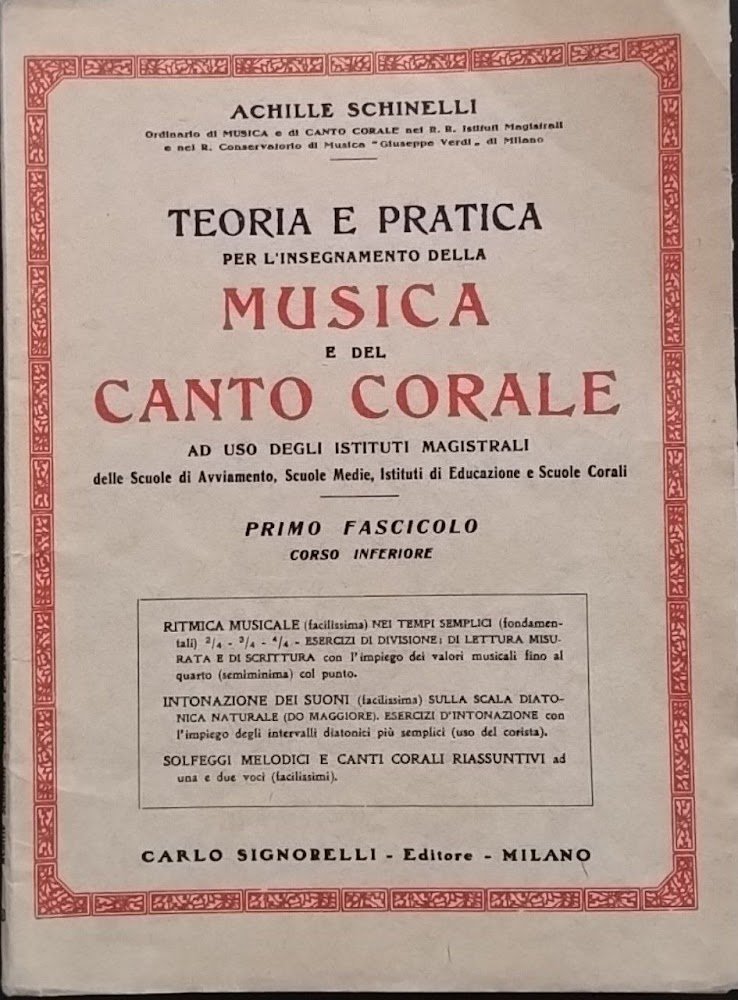 ACHILLE SCHINELLI
Ordinario di MUSICA e di CANTO CORALE nei R. R. Istituti Magistrali
e nel R. Conservatorio di Musica "Giuseppe Verdi„ di Milano
TEORIA E PRATICA
PER L'INSEGNAMENTO DELLA
MUSICA
E DEL
CANTO CORALE
AD USO DEGLI ISTITUTI MAGISTRALI
delle Scuole di Avviamento, Scuole Medie, Istituti di Educazione e Scuole Corali
PRIMO FASCICOLO
CORSO INFERIORE
RITMICA MUSICALE (facilissima) NEI TEMPI SEMPLICI (fondamen-
tali) 2/4 - 3/4 - 4/4 - ESERCIZI DI DIVISIONE; DI LETTURA MISU-
RATA E DI SCRITTURA con l'impiego dei valori musicali fino al
quarto (semiminima) col punto.
INTONAZIONE DEI SUONI (facilissima) SULLA SCALA DIATO-
NICA NATURALE (DO MAGGIORE). ESERCIZI D'INTONAZIONE con
l'impiego degli intervalli diatonici più semplici (uso del corista).
SOLFEGGI MELODICI E CANTI CORALI RIASSUNTIVI ad
una e due voci (facilissimi).
CARLO SIGNORELLI - Editore - MILANO